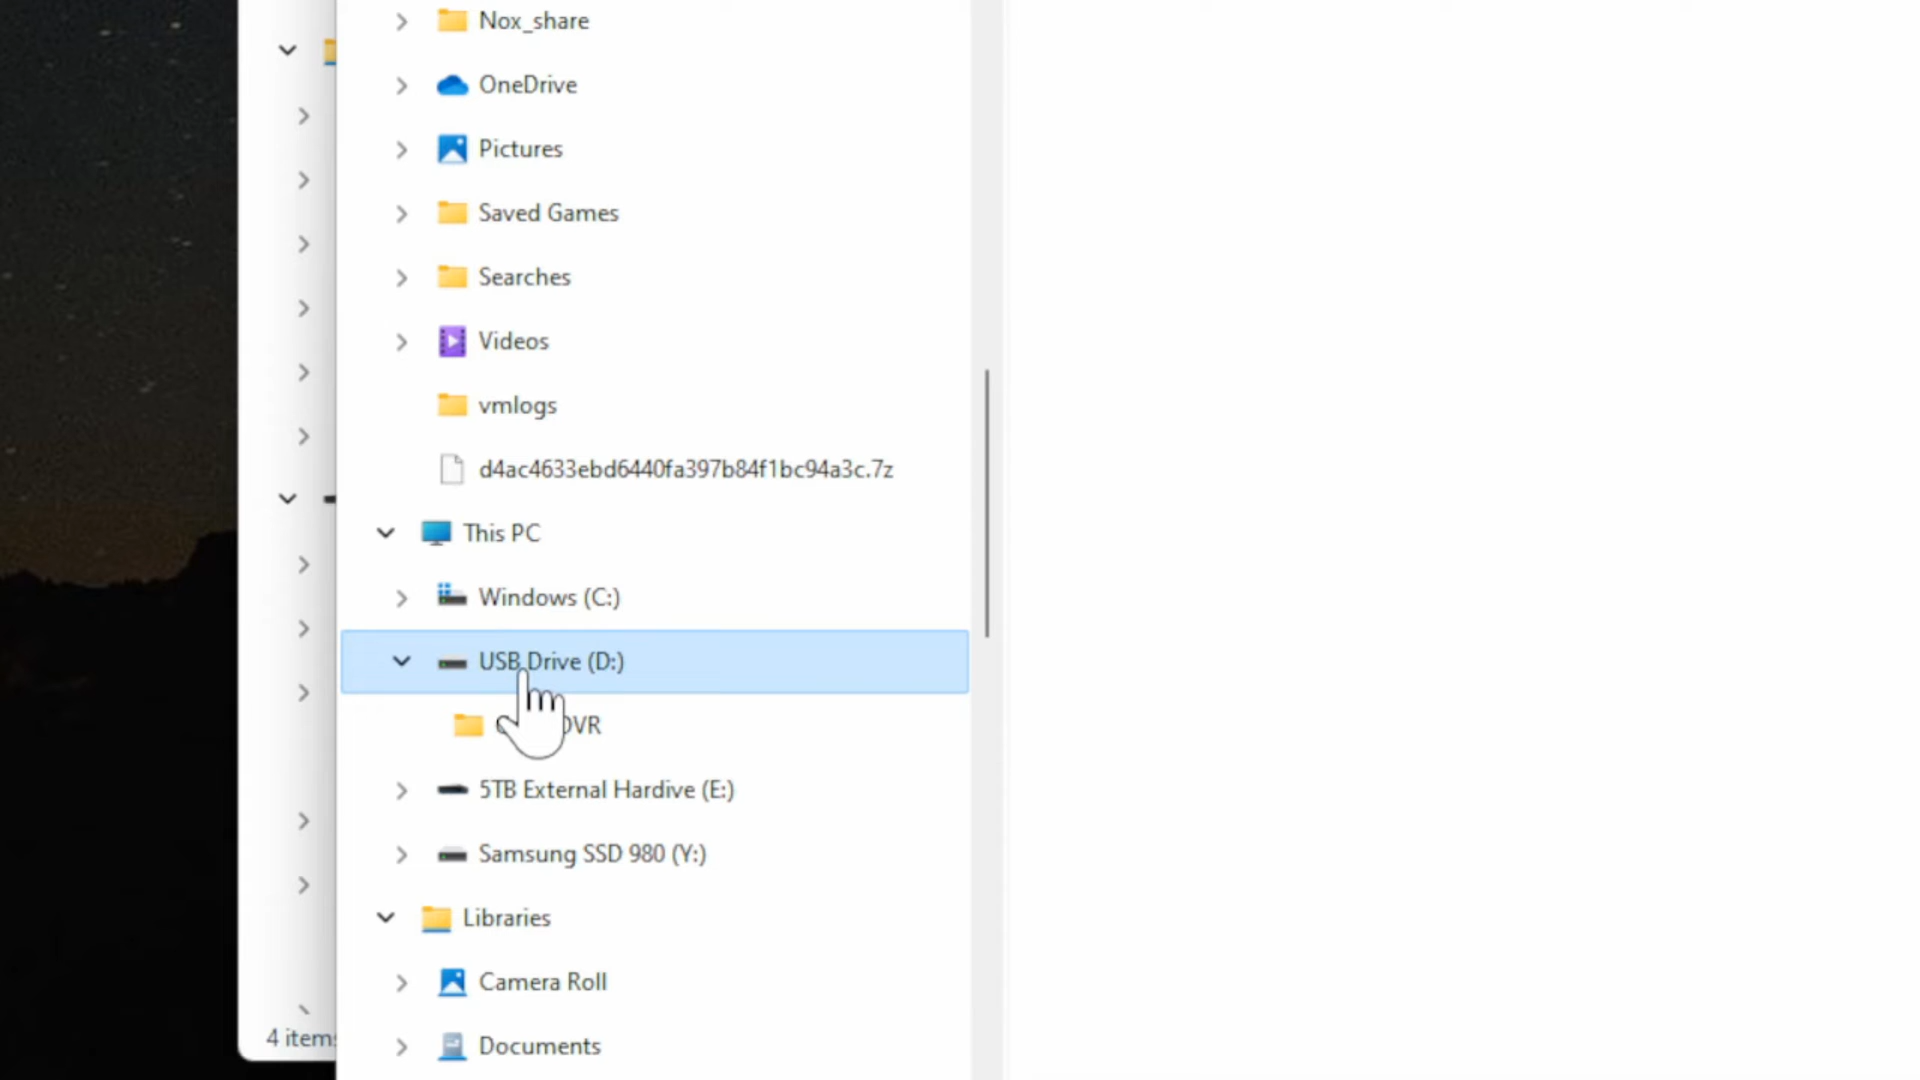 Nox_share
OneDrive
Pictures
Saved Games
Searches
Videos
vmlogs
d4ac4633ebd6440fa397b84f1bc94a3c.7z
This PC
Windows (C:)
USB Drive (D:)
5TB External Hardive (E:)
Samsung SSD 980 (Y:)
Libraries
Camera Roll
4 items
Documents